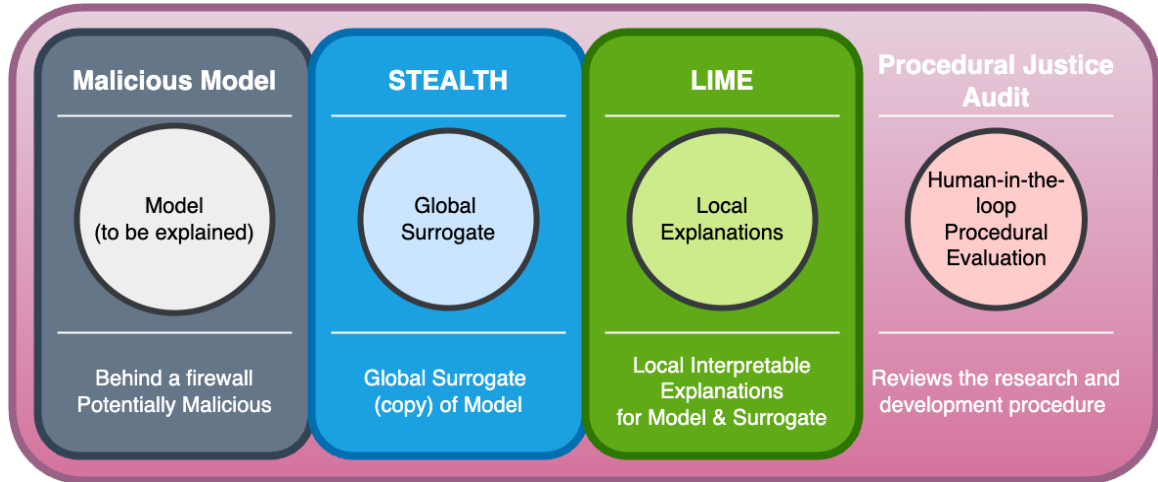 Malicious Model
Model
(to be explained)
Behind a firewall
Potentially Malicious
STEALTH
Global
Surrogate
Global Surrogate
(copy) of Model
LIME
Local
Explanations
Local Interpretable
Explanations
for Model & Surrogate
Procedural Justice
Audit
Human-in-the-
loop
Procedural
Evaluation
Reviews the research and
development procedure